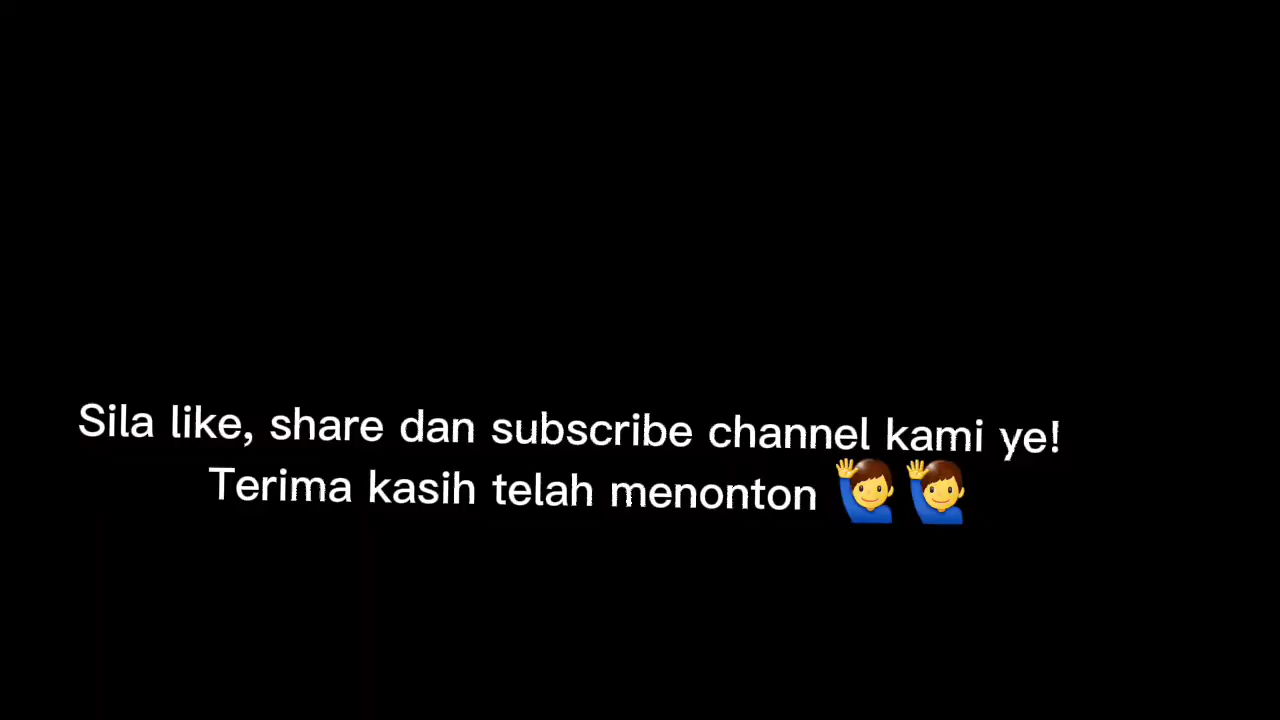 Sila like, share dan subscribe channel kami ye!
Terima kasih telah menonton 🙋‍♂️🙋‍♂️